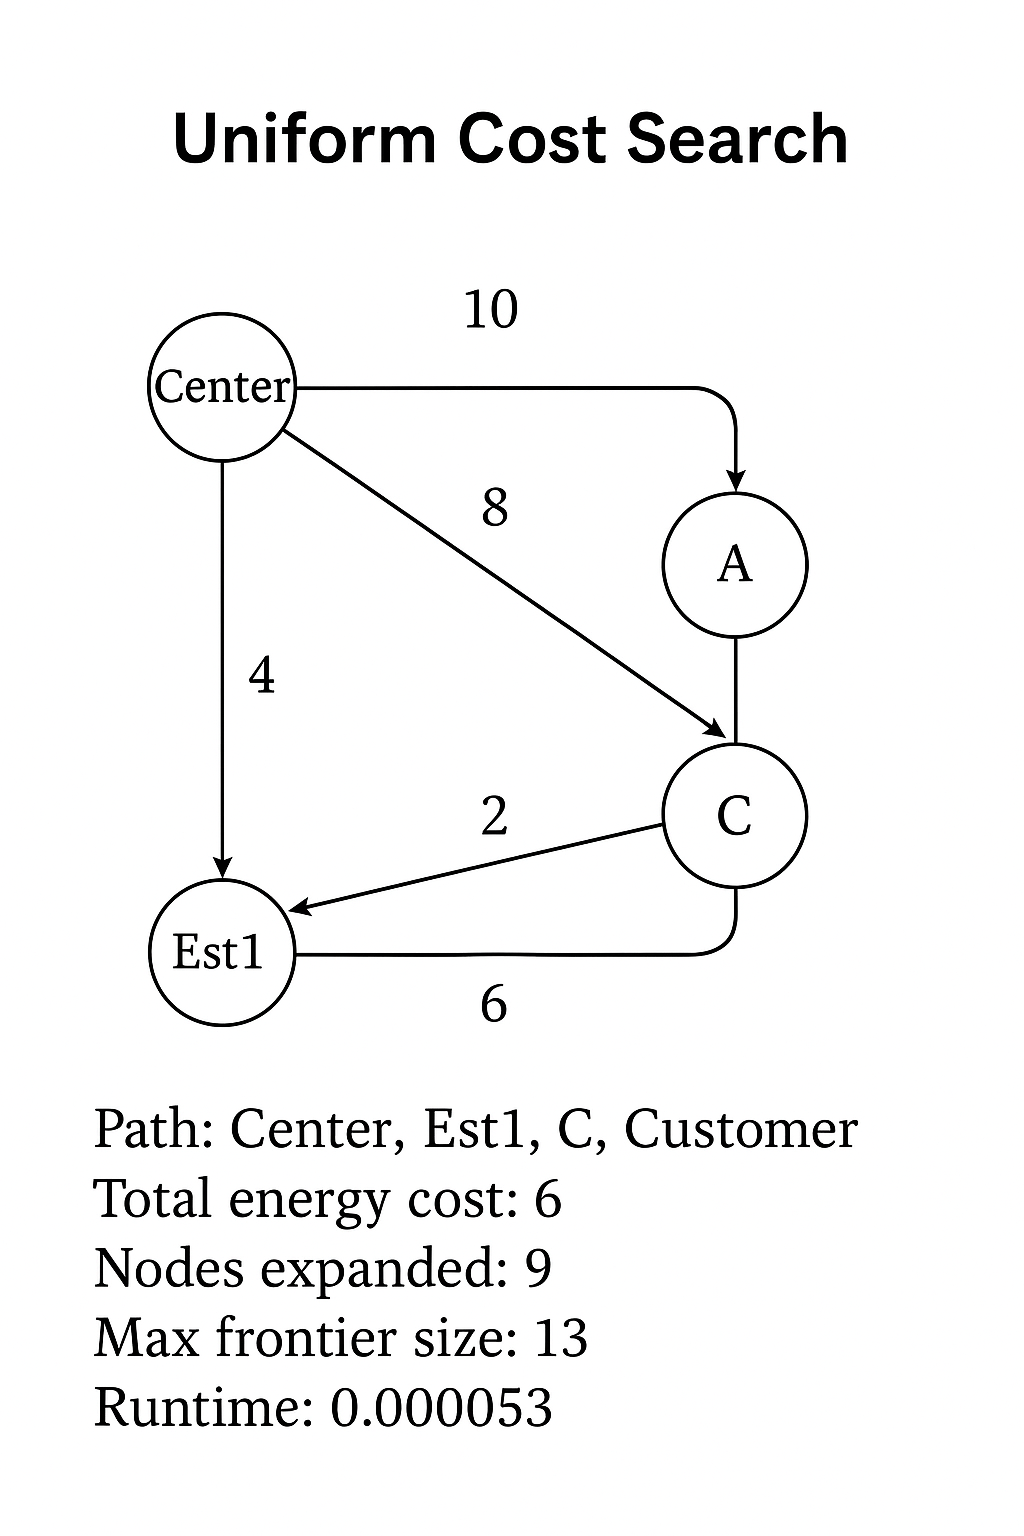 Uniform Cost Search
10
Center
8
A
4
2
C
Est1
6
Path: Center, Est1, C, Customer
Total energy cost: 6
Nodes expanded: 9
Max frontier size: 13
Runtime: 0.000053